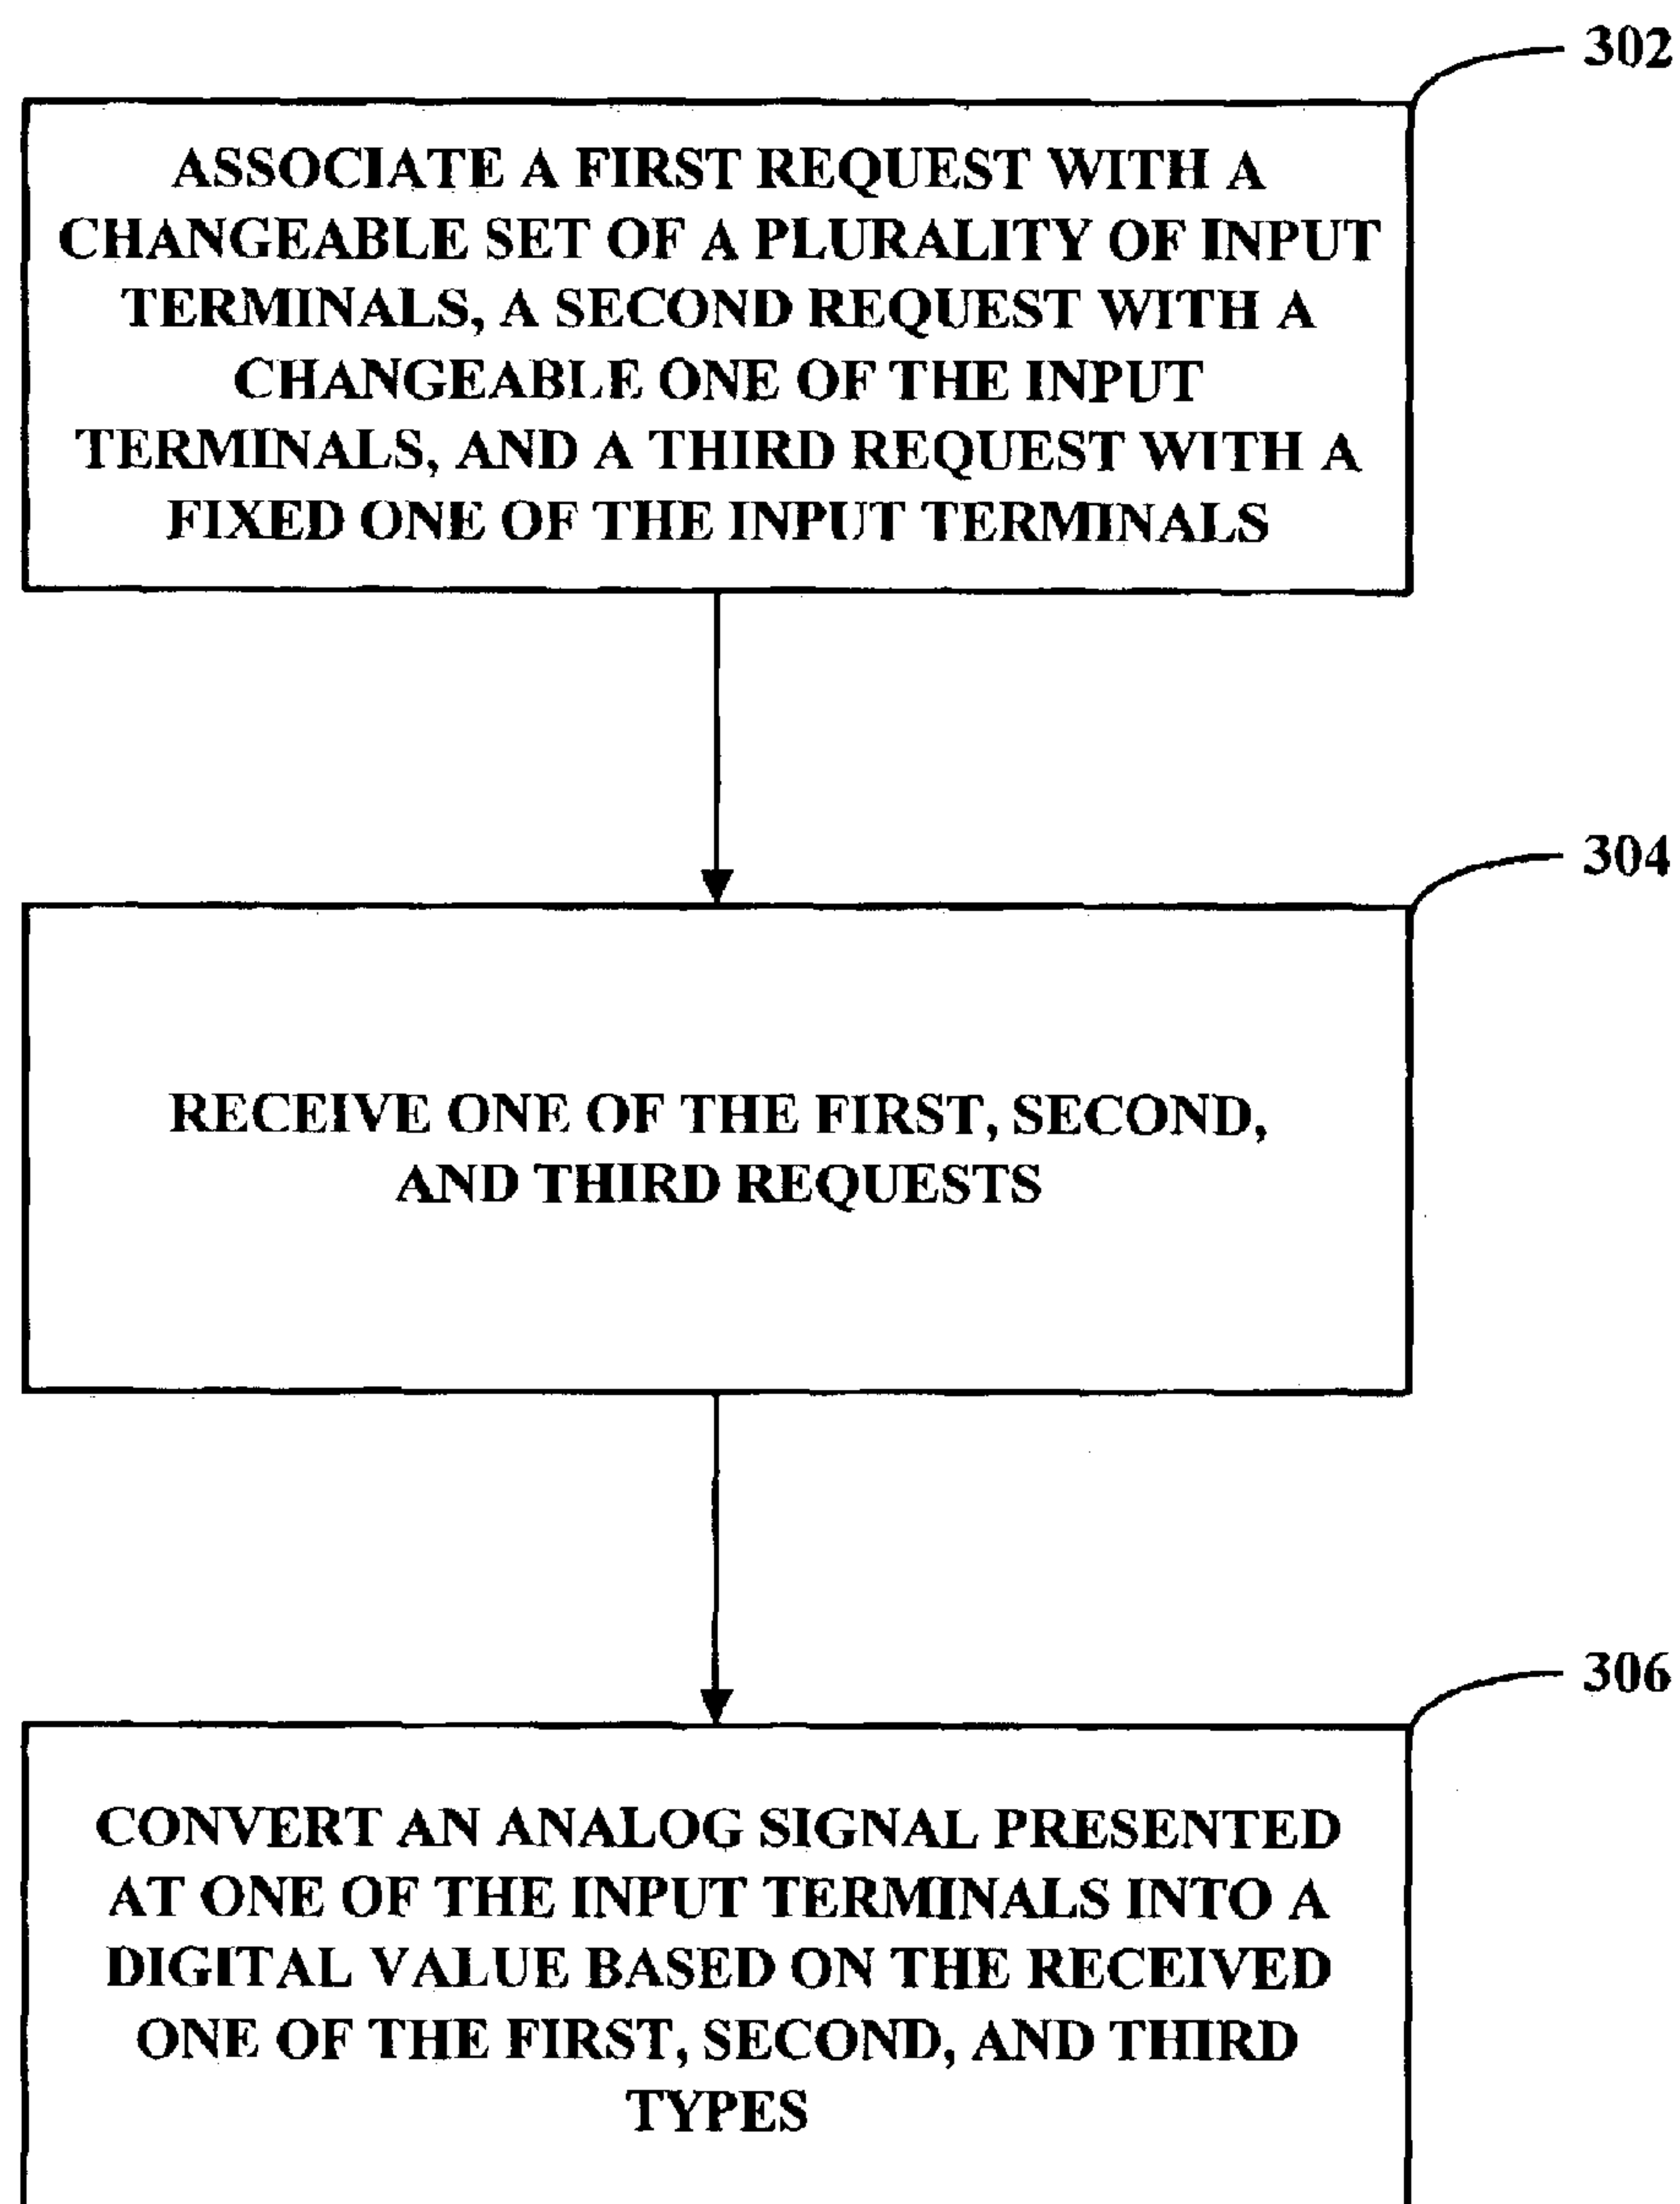 302
ASSOCIATE A FIRST REQUEST WITH A
CHANGEABLE SET OF A PLURALITY OF INPUT
TERMINALS, A SECOND REQUEST WITH A
CHANGEABLE ONE OF THE INPUT
TERMINALS, AND A THIRD REQUEST WITH A
FIXED ONE OF THE INPUT TERMINALS
304
RECEIVE ONE OF THE FIRST, SECOND,
AND THIRD REQUESTS
306
CONVERT AN ANALOG SIGNAL PRESENTED
AT ONE OF THE INPUT TERMINALS INTO A
DIGITAL VALUE BASED ON THE RECEIVED
ONE OF THE FIRST, SECOND, AND THIRD
TYPES